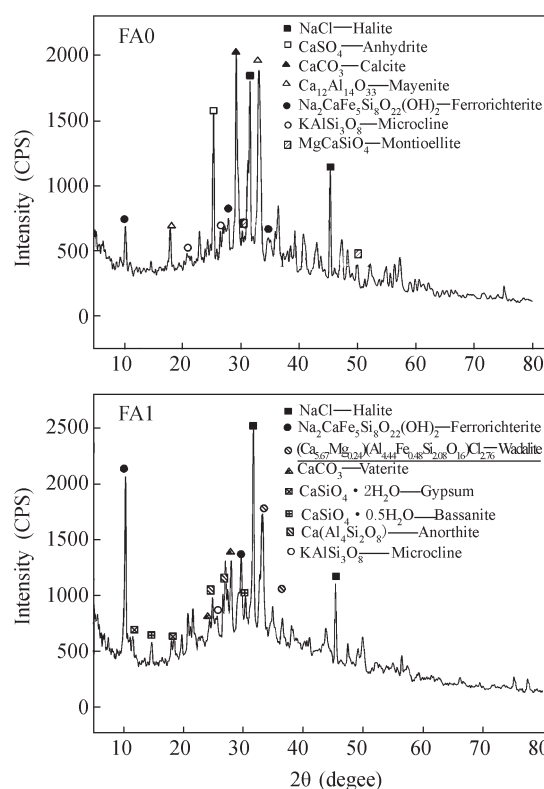 FA0
NaCl—Halite
CaSO₄—Anhydrite
CaCO₃—Calcite
Ca₁₂Al₁₄O₃₃—Mayenite
Na₂CaFe₅Si₈O₂₂(OH)₂—Ferrorichterite
KAlSi₃O₈—Microcline
MgCaSiO₄—Montioellite
Intensity (CPS)
2000
1500
1000
500
0
10 20 30 40 50 60 70 80
FA1
NaCl—Halite
Na₂CaFe₅Si₈O₂₂(OH)₂—Ferrorichterite
(Ca₅.₆₇Mg₀.₂₄)(Al₄.₄₄Fe₀.₄₈Si₂.₀₈O₁₆)Cl₂.₇₆—Wadalite
CaCO₃—Vaterite
CaSiO₄·2H₂O—Gypsum
CaSiO₄·0.5H₂O—Bassanite
Ca(Al₄Si₂O₈)—Anorthite
KAlSi₃O₈—Microcline
Intensity (CPS)
2500
2000
1500
1000
500
0
10 20 30 40 50 60 70 80
2θ (degree)